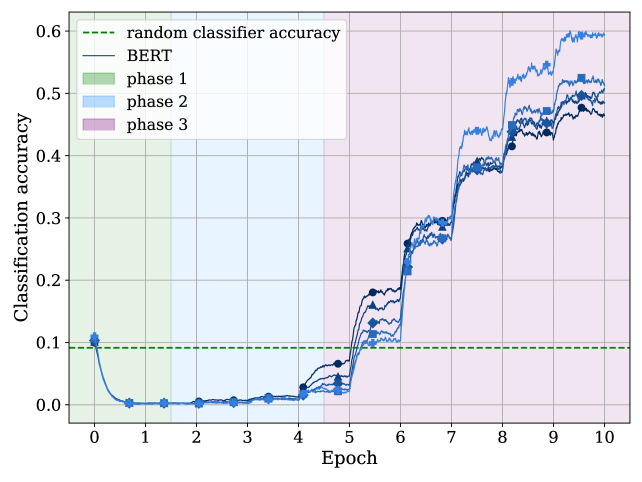 random classifier accuracy
BERT
phase 1
phase 2
phase 3
Classification accuracy
0.6
0.5
0.4
0.3
0.2
0.1
0.0
0 1 2 3 4 5 6 7 8 9 10
Epoch